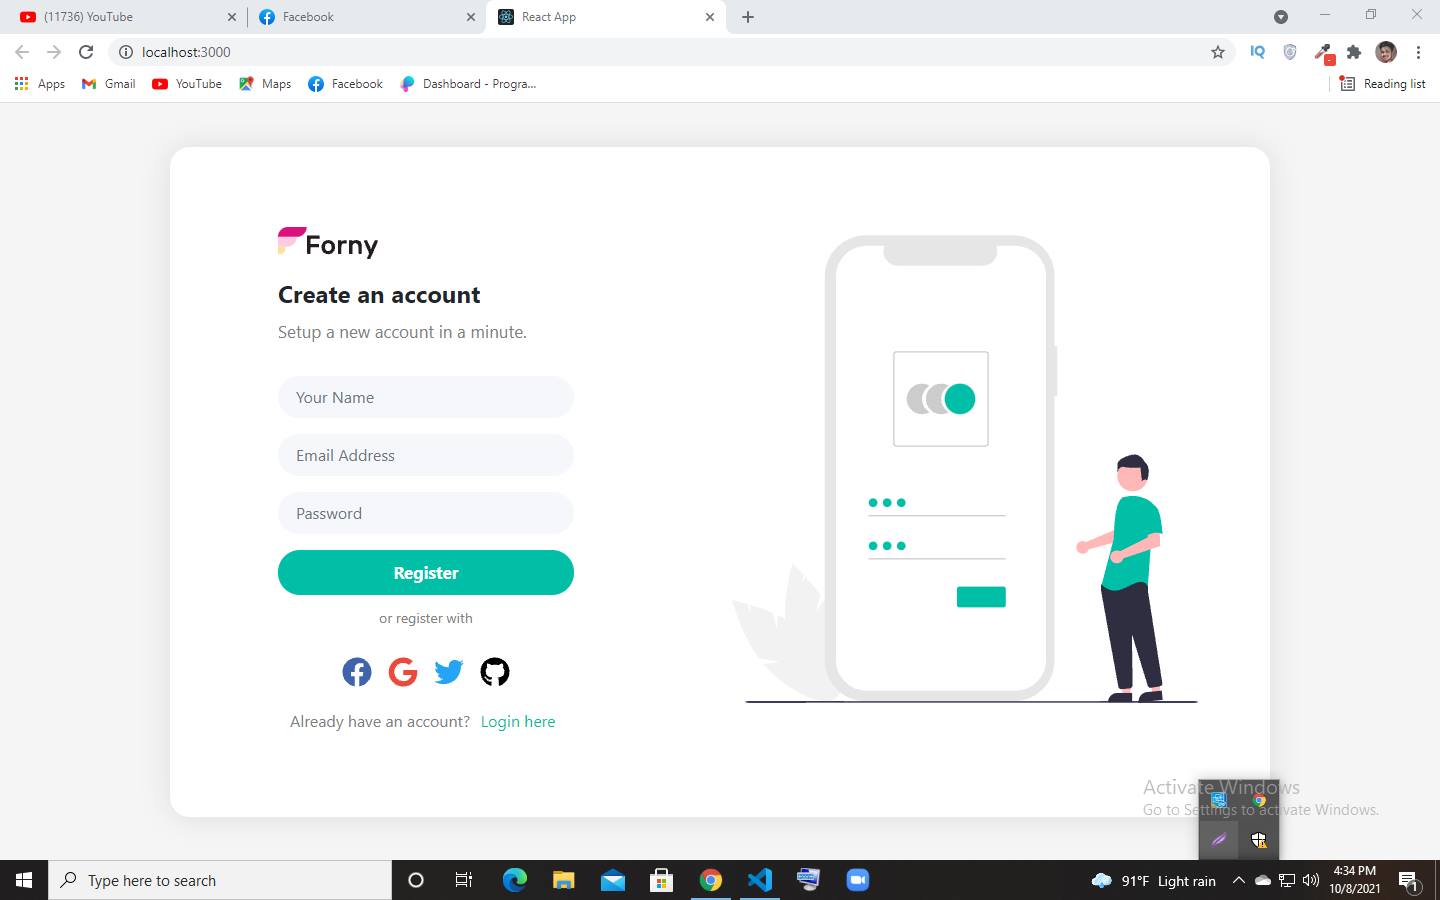 (11736) YouTube
Facebook
React App
localhost:3000
IQ
Apps
Gmail
YouTube
Maps
Facebook
Dashboard - Progra...
Reading list
Forny
Create an account
Setup a new account in a minute.
Your Name
Email Address
Password
Register
or register with
Already have an account? Login here
Activate Windows
Go to Settings to activate Windows.
Type here to search
91°F Light rain
4:34 PM
10/8/2021
1